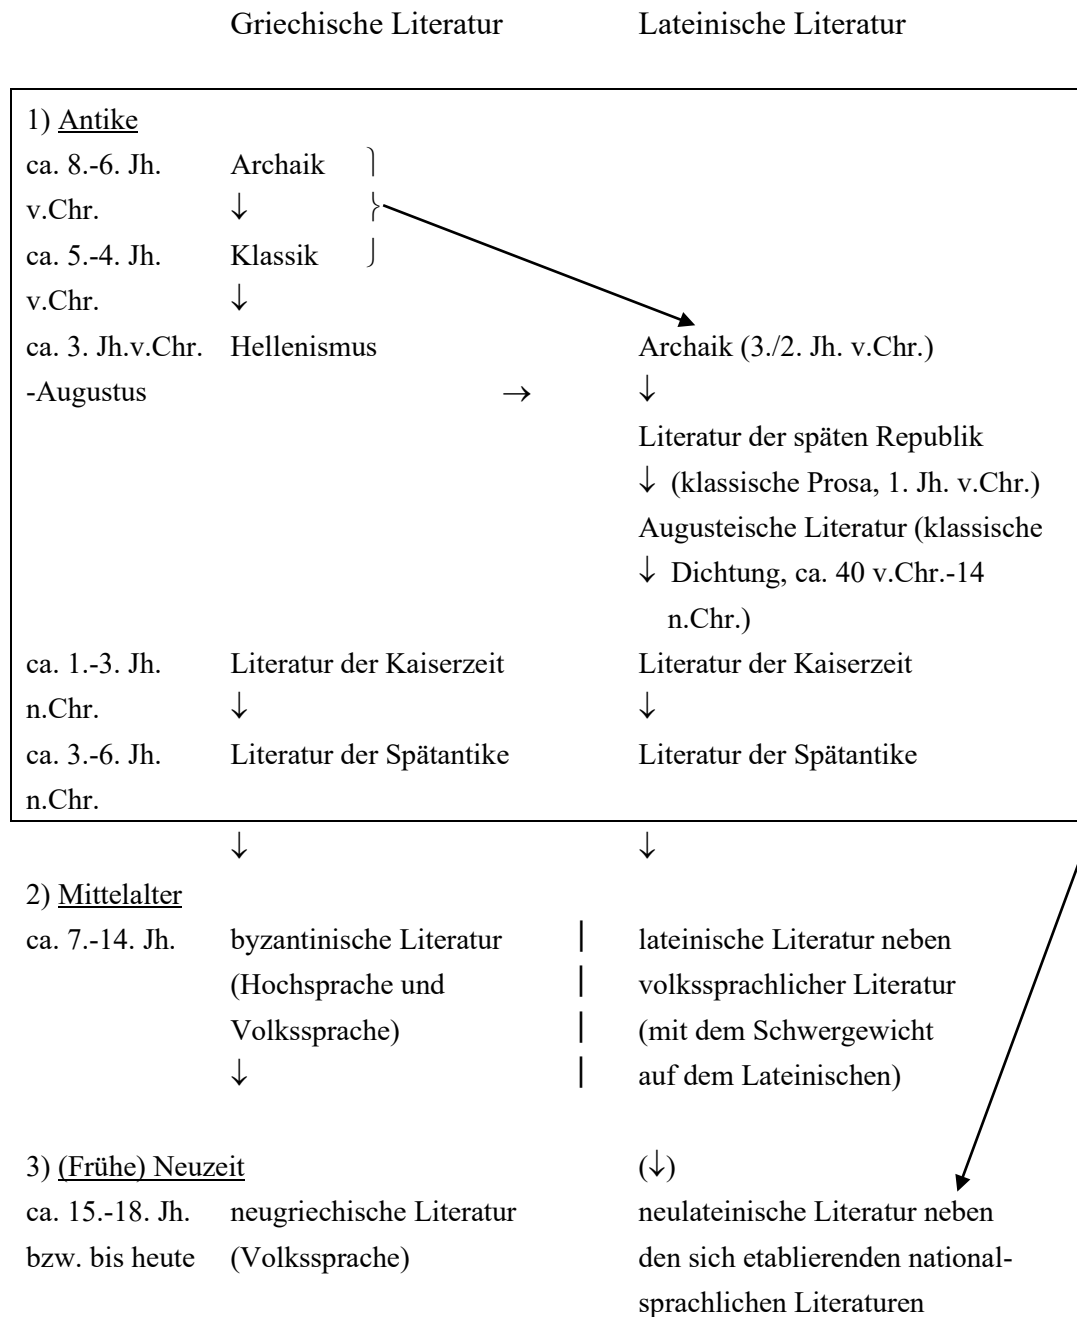 Griechische Literatur Lateinische Literatur
1) Antike
ca. 8.-6. Jh. Archaik
v.Chr. ↓
ca. 5.-4. Jh. Klassik
v.Chr. ↓
ca. 3. Jh.v.Chr. Hellenismus Archaik (3./2. Jh. v.Chr.)
-Augustus → ↓
Literatur der späten Republik
↓ (klassische Prosa, 1. Jh. v.Chr.)
Augusteische Literatur (klassische
↓ Dichtung, ca. 40 v.Chr.-14
n.Chr.)
ca. 1.-3. Jh. Literatur der Kaiserzeit Literatur der Kaiserzeit
n.Chr. ↓ ↓
ca. 3.-6. Jh. Literatur der Spätantike Literatur der Spätantike
n.Chr.
↓ ↓
2) Mittelalter
ca. 7.-14. Jh. byzantinische Literatur | lateinische Literatur neben
(Hochsprache und | volkssprachlicher Literatur
Volkssprache) | (mit dem Schwergewicht
↓ | auf dem Lateinischen)
3) (Frühe) Neuzeit (↓)
ca. 15.-18. Jh. neugriechische Literatur neulateinische Literatur neben
bzw. bis heute (Volkssprache) den sich etablierenden national-
sprachlichen Literaturen